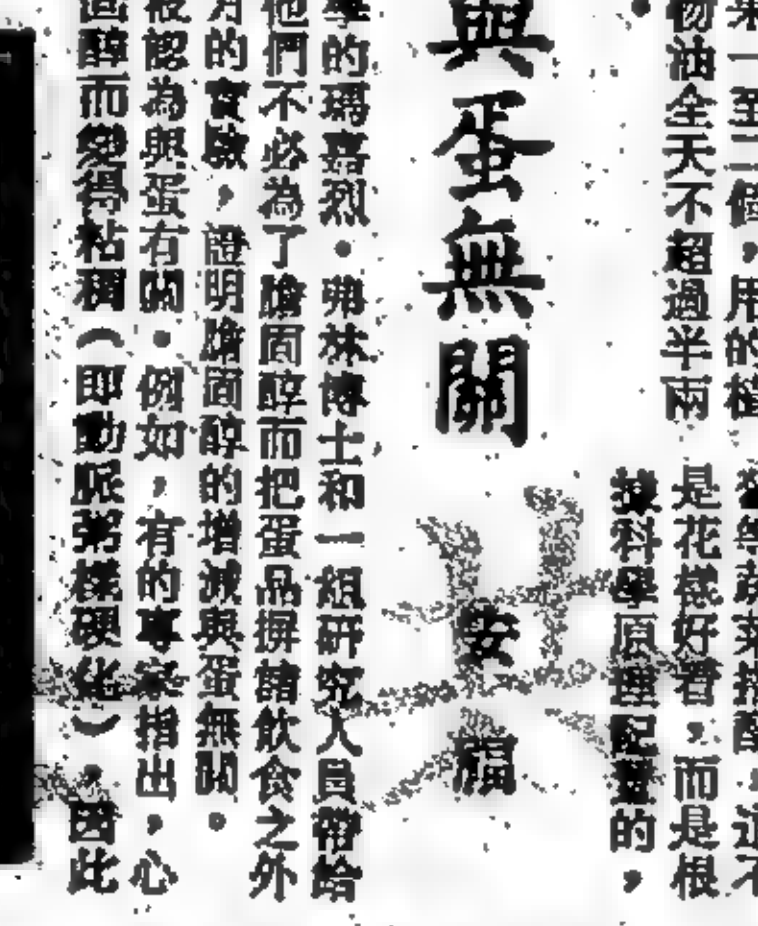 果一至二個，用的植
物油全天不超過半兩
等蔬菜搭配，這不
是花樣好看，而是根
據科學原理配置的，
與蛋無關
安 福
學的瑪嘉烈．弗林博士和一組研究人員帶給
他們不必為了膽固醇而把蛋品摒諸飲食之外
月的實驗，證明膽固醇的增減與蛋無關。
被認為與蛋有關。例如，有的專家指出，心
固醇而變得粘稠（即動脈粥樣硬化）。因此